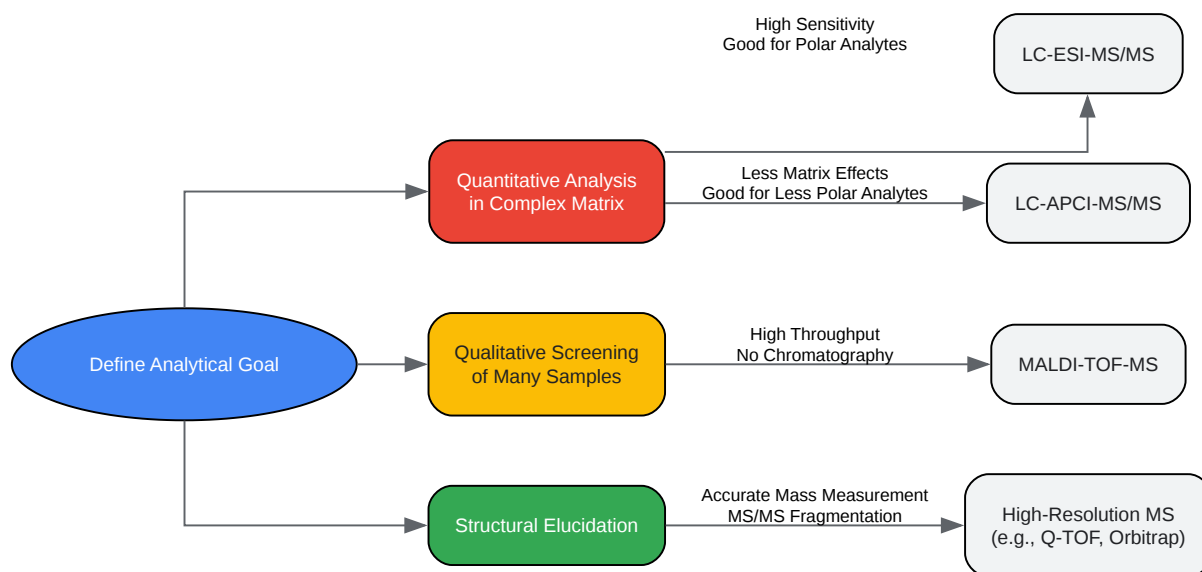 High Sensitivity
Good for Polar Analytes
LC-ESI-MS/MS
Quantitative Analysis
in Complex Matrix
Less Matrix Effects
Good for Less Polar Analytes
LC-APCI-MS/MS
Define Analytical Goal
Qualitative Screening
of Many Samples
High Throughput
No Chromatography
MALDI-TOF-MS
Structural Elucidation
Accurate Mass Measurement
MS/MS Fragmentation
High-Resolution MS
(e.g., Q-TOF, Orbitrap)